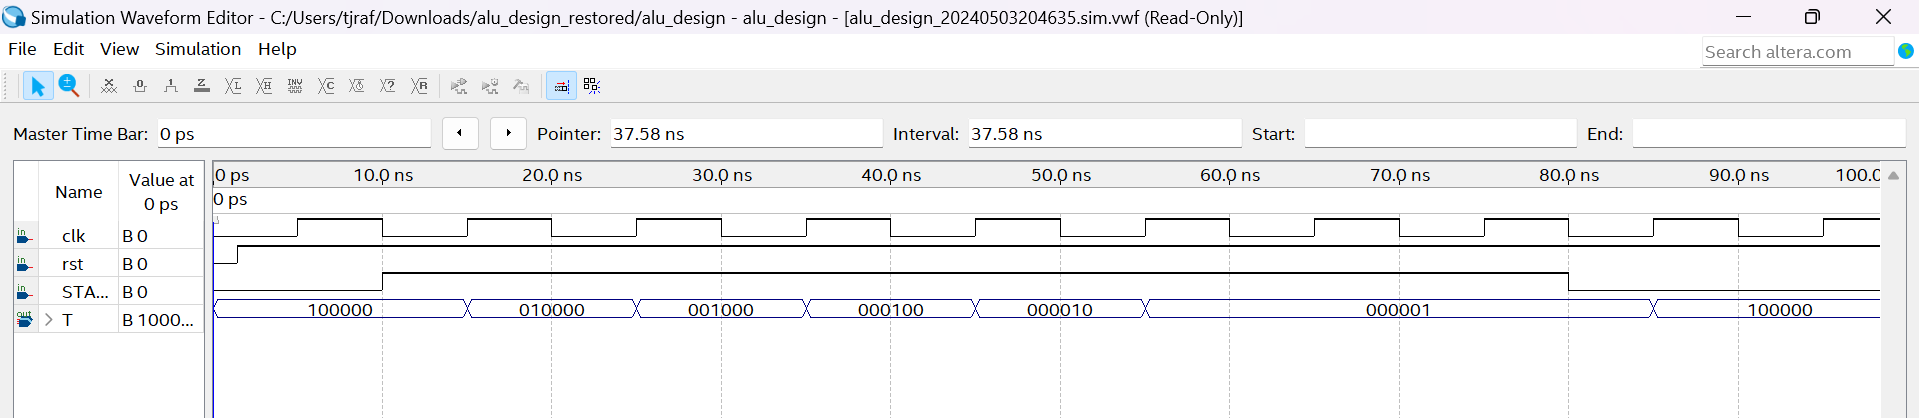 Simulation Waveform Editor - C:/Users/tjraf/Downloads/alu_design_restored/alu_design - alu_design - [alu_design_20240503204635.sim.vwf (Read-Only)]
File Edit View Simulation Help
Search altera.com
Master Time Bar: 0 ps Pointer: 37.58 ns Interval: 37.58 ns Start: End:
Name Value at 0 ps
0 ps 10.0 ns 20.0 ns 30.0 ns 40.0 ns 50.0 ns 60.0 ns 70.0 ns 80.0 ns 90.0 ns 100.0
0 ps
in clk B 0
in rst B 0
in STA... B 0
out > T B 1000... 100000 010000 001000 000100 000010 000001 100000